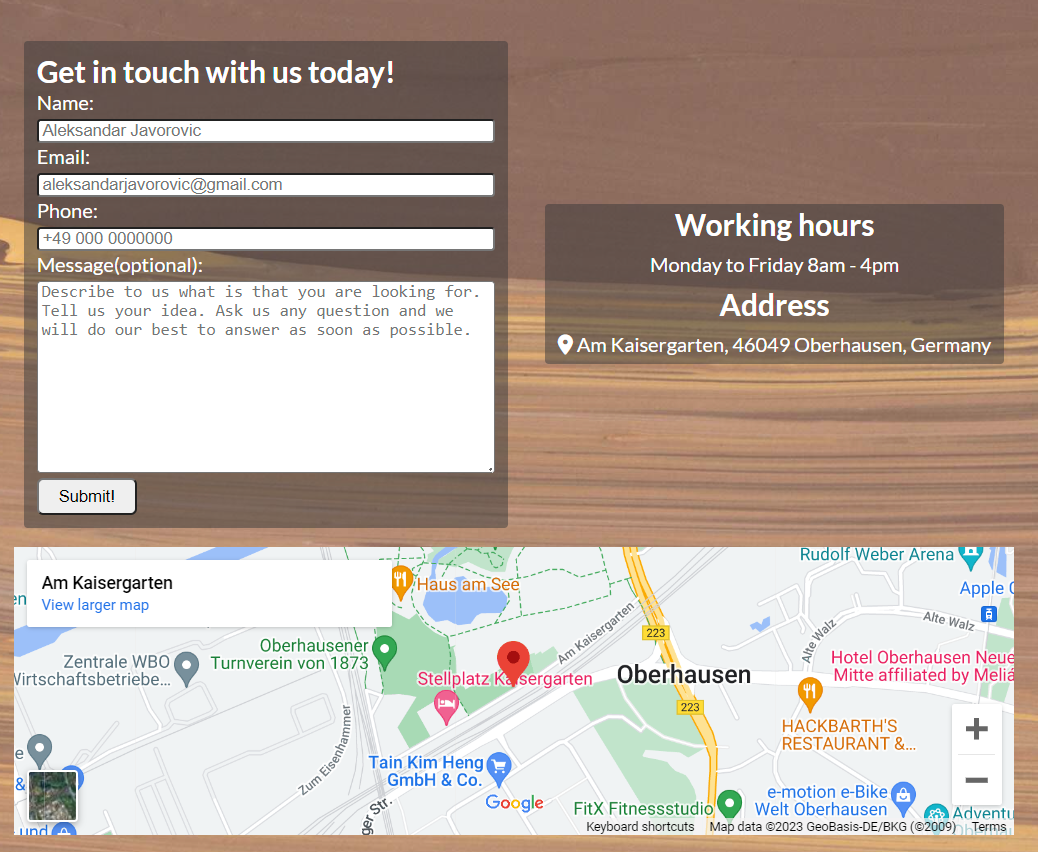 Get in touch with us today!
Name:
Aleksandar Javorovic
Email:
aleksandarjavorovic@gmail.com
Phone:
+49 000 0000000
Message(optional):
Describe to us what is that you are looking for.
Tell us your idea. Ask us any question and we
will do our best to answer as soon as possible.
Submit!
Working hours
Monday to Friday 8am - 4pm
Address
Am Kaisergarten, 46049 Oberhausen, Germany
Am Kaisergarten
View larger map
Haus am See
Rudolf Weber Arena
Apple
Am Kaisergarten
223
Alte Walz
Alte Walz
Oberhausener
Turnverein von 1873
Zentrale WBO
Wirtschaftsbetriebe...
Stellplatz Kaisergarten
Oberhausen
Hotel Oberhausen Neue
Mitte affiliated by Meliá
223
HACKBARTH'S
RESTAURANT &...
Zum Eisenhammer
Tain Kim Heng
GmbH & Co.
Google
FitX Fitnessstudio
e-motion e-Bike
Welt Oberhausen
Adventu
&
und
ger Str.
Keyboard shortcuts
Map data ©2023 GeoBasis-DE/BKG (©2009)
Terms